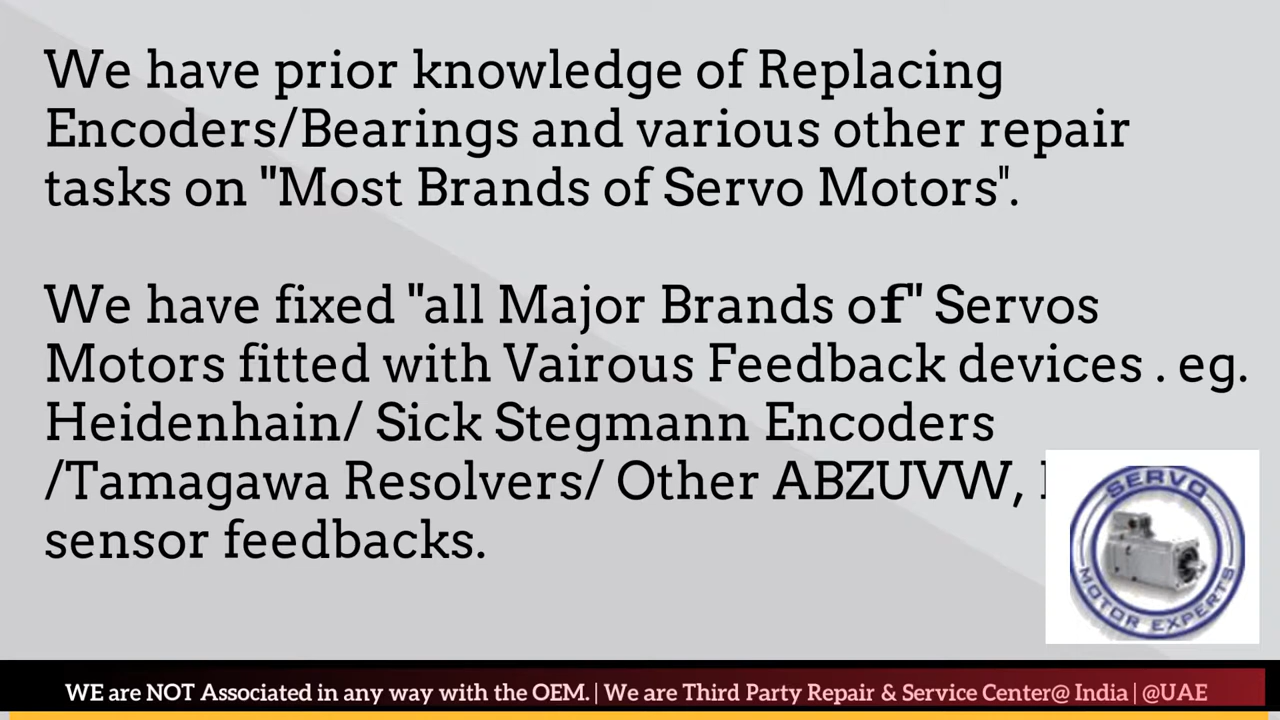 We have prior knowledge of Replacing
Encoders/Bearings and various other repair
tasks on "Most Brands of Servo Motors".
We have fixed "all Major Brands of" Servos
Motors fitted with Vairous Feedback devices . eg.
Heidenhain/ Sick Stegmann Encoders
/Tamagawa Resolvers/ Other ABZUVW,
sensor feedbacks.
SERVO
MOTOR EXPERTS
WE are NOT Associated in any way with the OEM. | We are Third Party Repair & Service Center@ India | @UAE